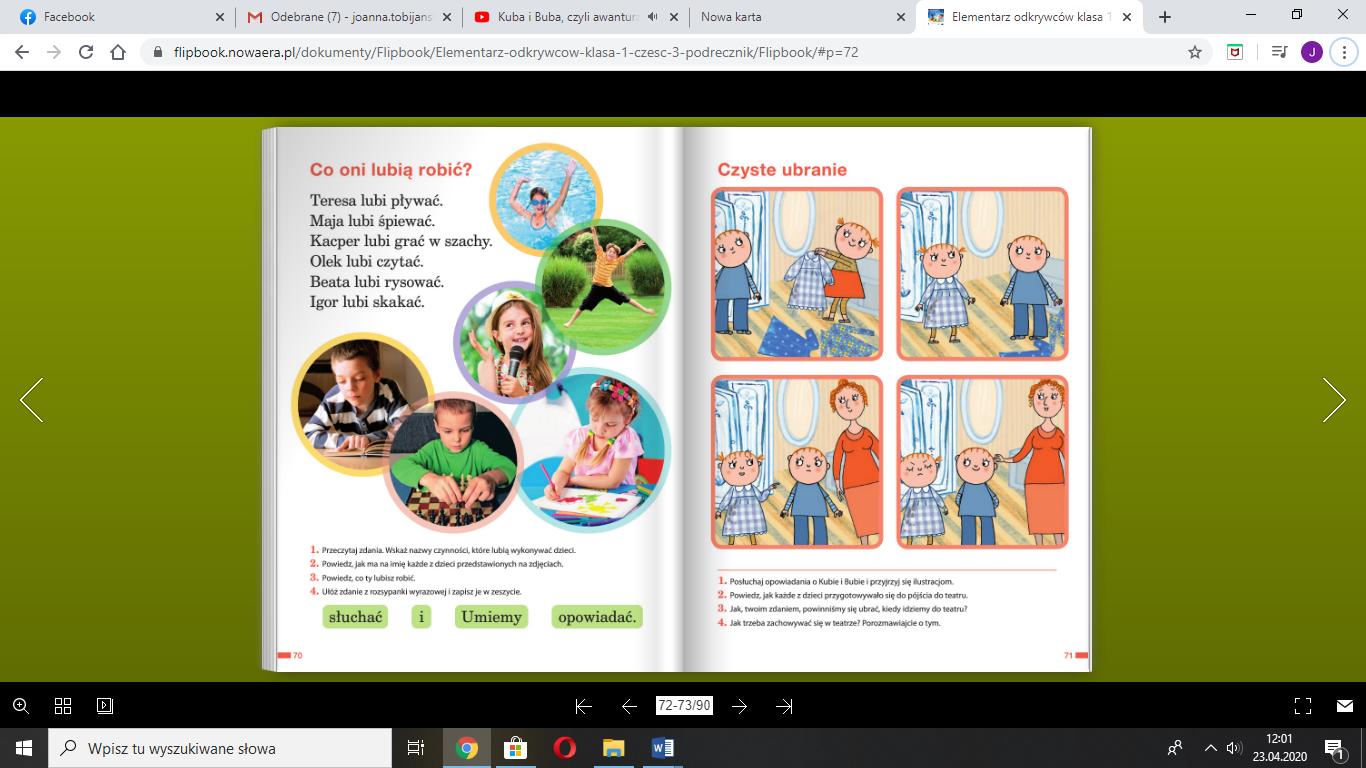 Facebook
Odebrane (7) - joanna.tobijans
Kuba i Buba, czyli awantura
Nowa karta
Elementarz odkrywców klasa 1
flipbook.nowaera.pl/dokumenty/Flipbook/Elementarz-odkrywcow-klasa-1-czesc-3-podrecznik/Flipbook/#p=72
J
Co oni lubią robić?
Teresa lubi pływać.
Maja lubi śpiewać.
Kacper lubi grać w szachy.
Olek lubi czytać.
Beata lubi rysować.
Igor lubi skakać.
1. Przeczytaj zdania. Wskaż nazwy czynności, które lubią wykonywać dzieci.
2. Powiedz, jak ma na imię każde z dzieci przedstawionych na zdjęciach.
3. Powiedz, co ty lubisz robić.
4. Ułóż zdanie z rozsypanki wyrazowej i zapisz je w zeszycie.
słuchać i Umiemy opowiadać.
70
Czyste ubranie
1. Posłuchaj opowiadania o Kubie i Bubie i przyjrzyj się ilustracjom.
2. Powiedz, jak każde z dzieci przygotowywało się do pójścia do teatru.
3. Jak, twoim zdaniem, powinniśmy się ubrać, kiedy idziemy do teatru?
4. Jak trzeba zachowywać się w teatrze? Porozmawiajcie o tym.
71
72-73/90
Wpisz tu wyszukiwane słowa
12:01
23.04.2020
1